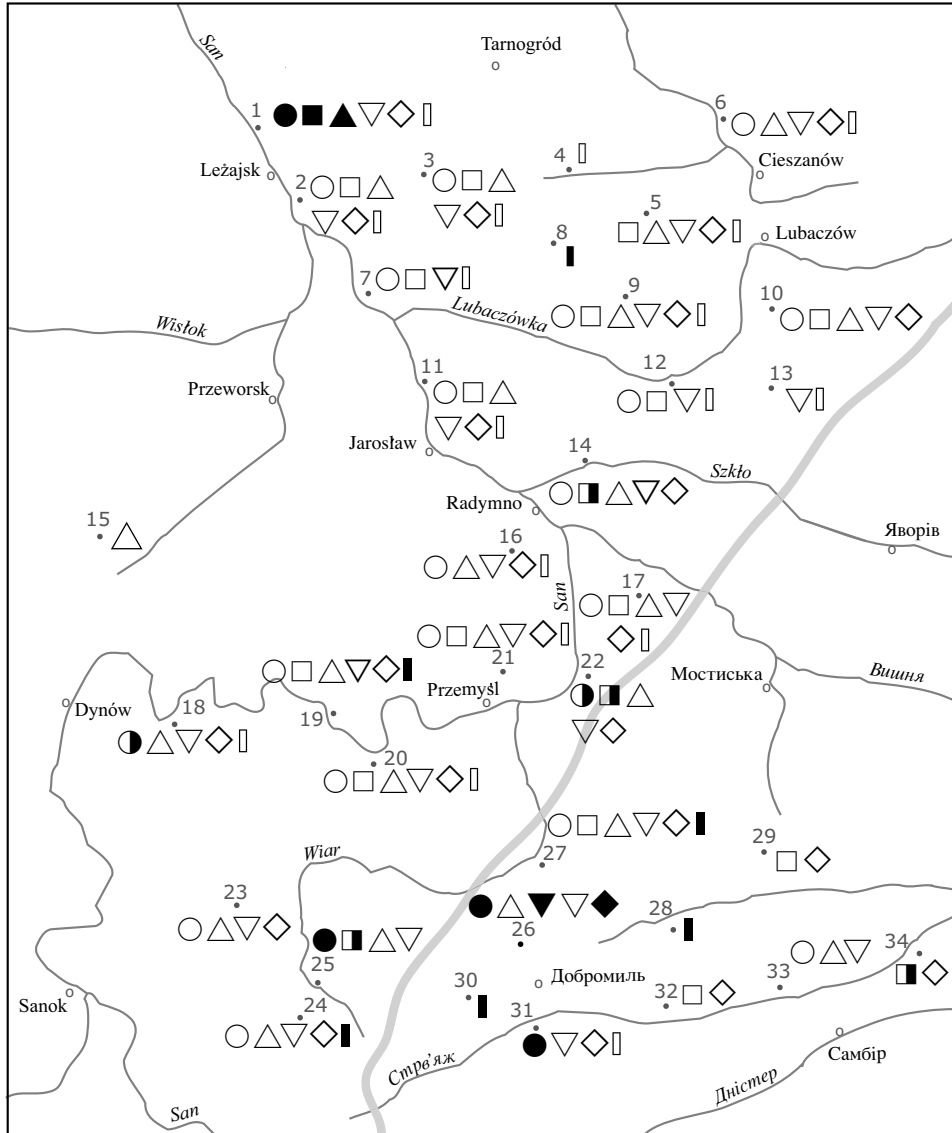 San
Tarnogród
1
6
Leżajsk
2
3
4
Cieszanów
5
8
Lubaczów
7
9
10
Wisłok
Lubaczówka
11
12
13
Przeworsk
Jarosław
14
Szkło
Radymno
15
16
Яворів
San
17
21
22
Мостиська
Вишня
Dynów
18
Przemyśl
19
20
Wiar
27
29
23
26
28
25
34
Sanok
24
30
Добромиль
33
31
32
Стрв’яж
Самбір
San
Дністер